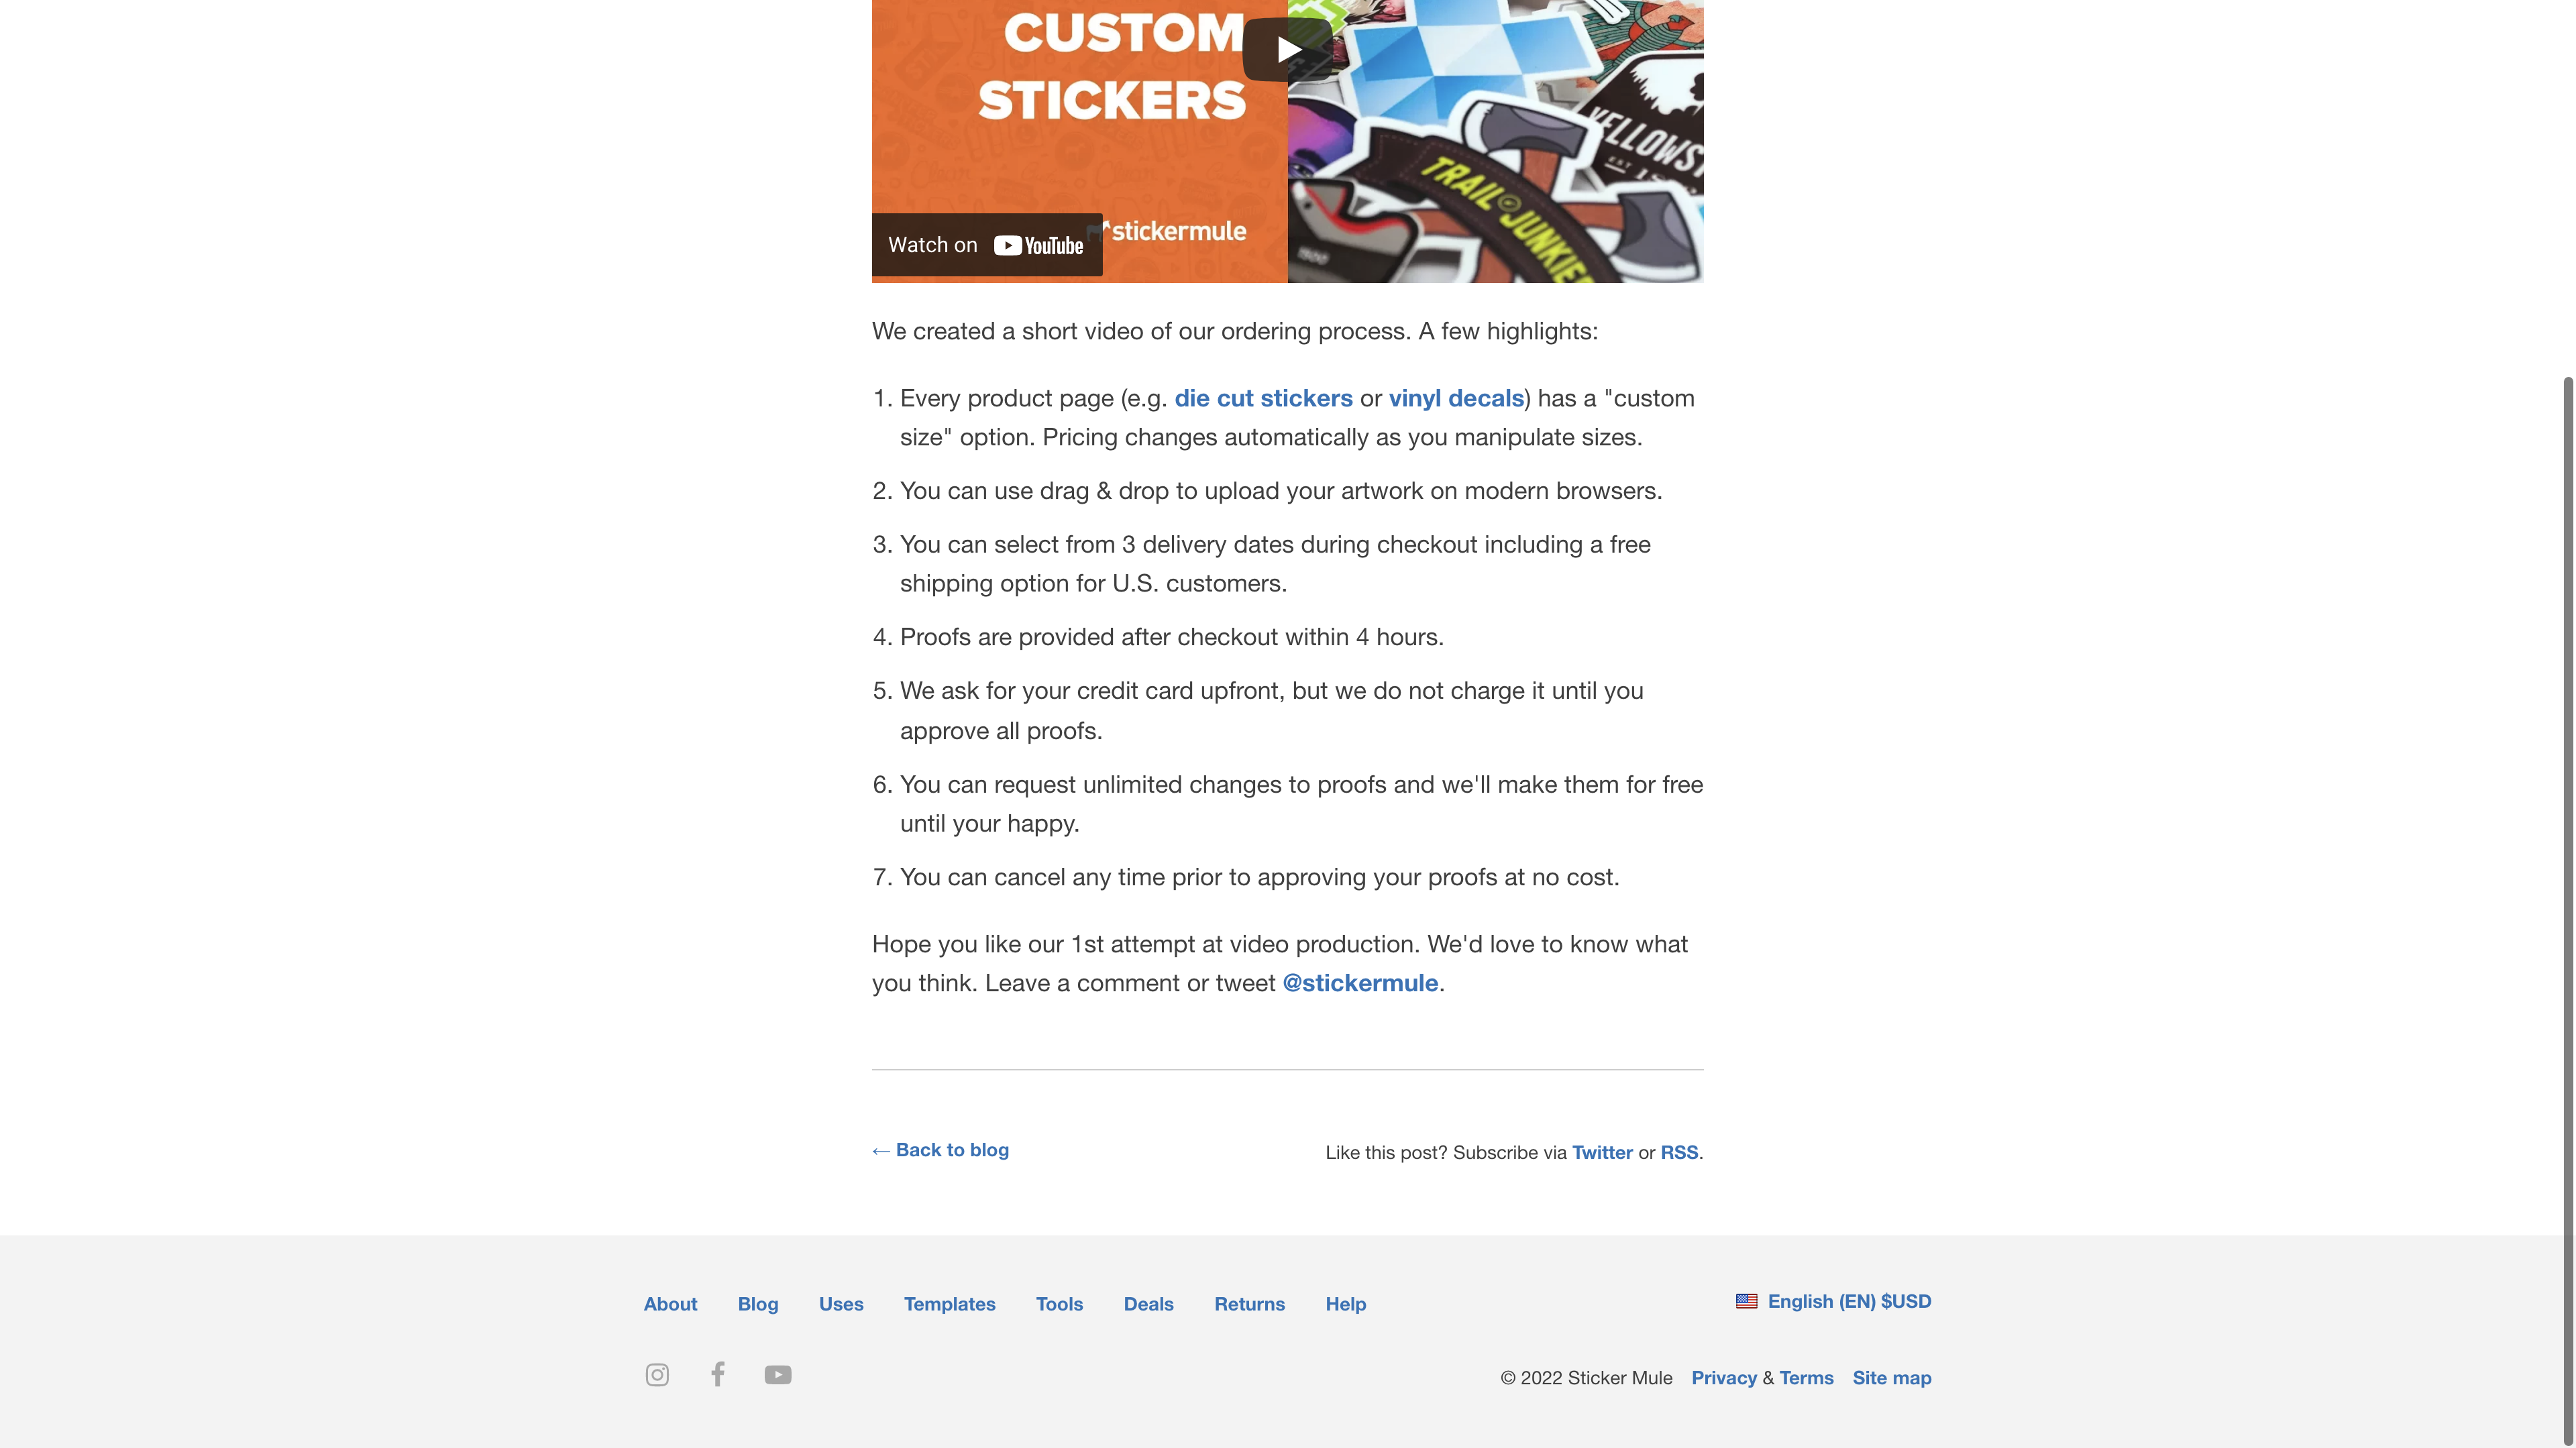 CUSTOM
STICKERS
YELLOWS
EST
TRAIL JUNKIE
Watch on YouTube
stickermule
We created a short video of our ordering process. A few highlights:
1. Every product page (e.g. die cut stickers or vinyl decals) has a "custom
size" option. Pricing changes automatically as you manipulate sizes.
2. You can use drag & drop to upload your artwork on modern browsers.
3. You can select from 3 delivery dates during checkout including a free
shipping option for U.S. customers.
4. Proofs are provided after checkout within 4 hours.
5. We ask for your credit card upfront, but we do not charge it until you
approve all proofs.
6. You can request unlimited changes to proofs and we'll make them for free
until your happy.
7. You can cancel any time prior to approving your proofs at no cost.
Hope you like our 1st attempt at video production. We'd love to know what
you think. Leave a comment or tweet @stickermule.
← Back to blog
Like this post? Subscribe via Twitter or RSS.
About Blog Uses Templates Tools Deals Returns Help
English (EN) $USD
© 2022 Sticker Mule Privacy & Terms Site map